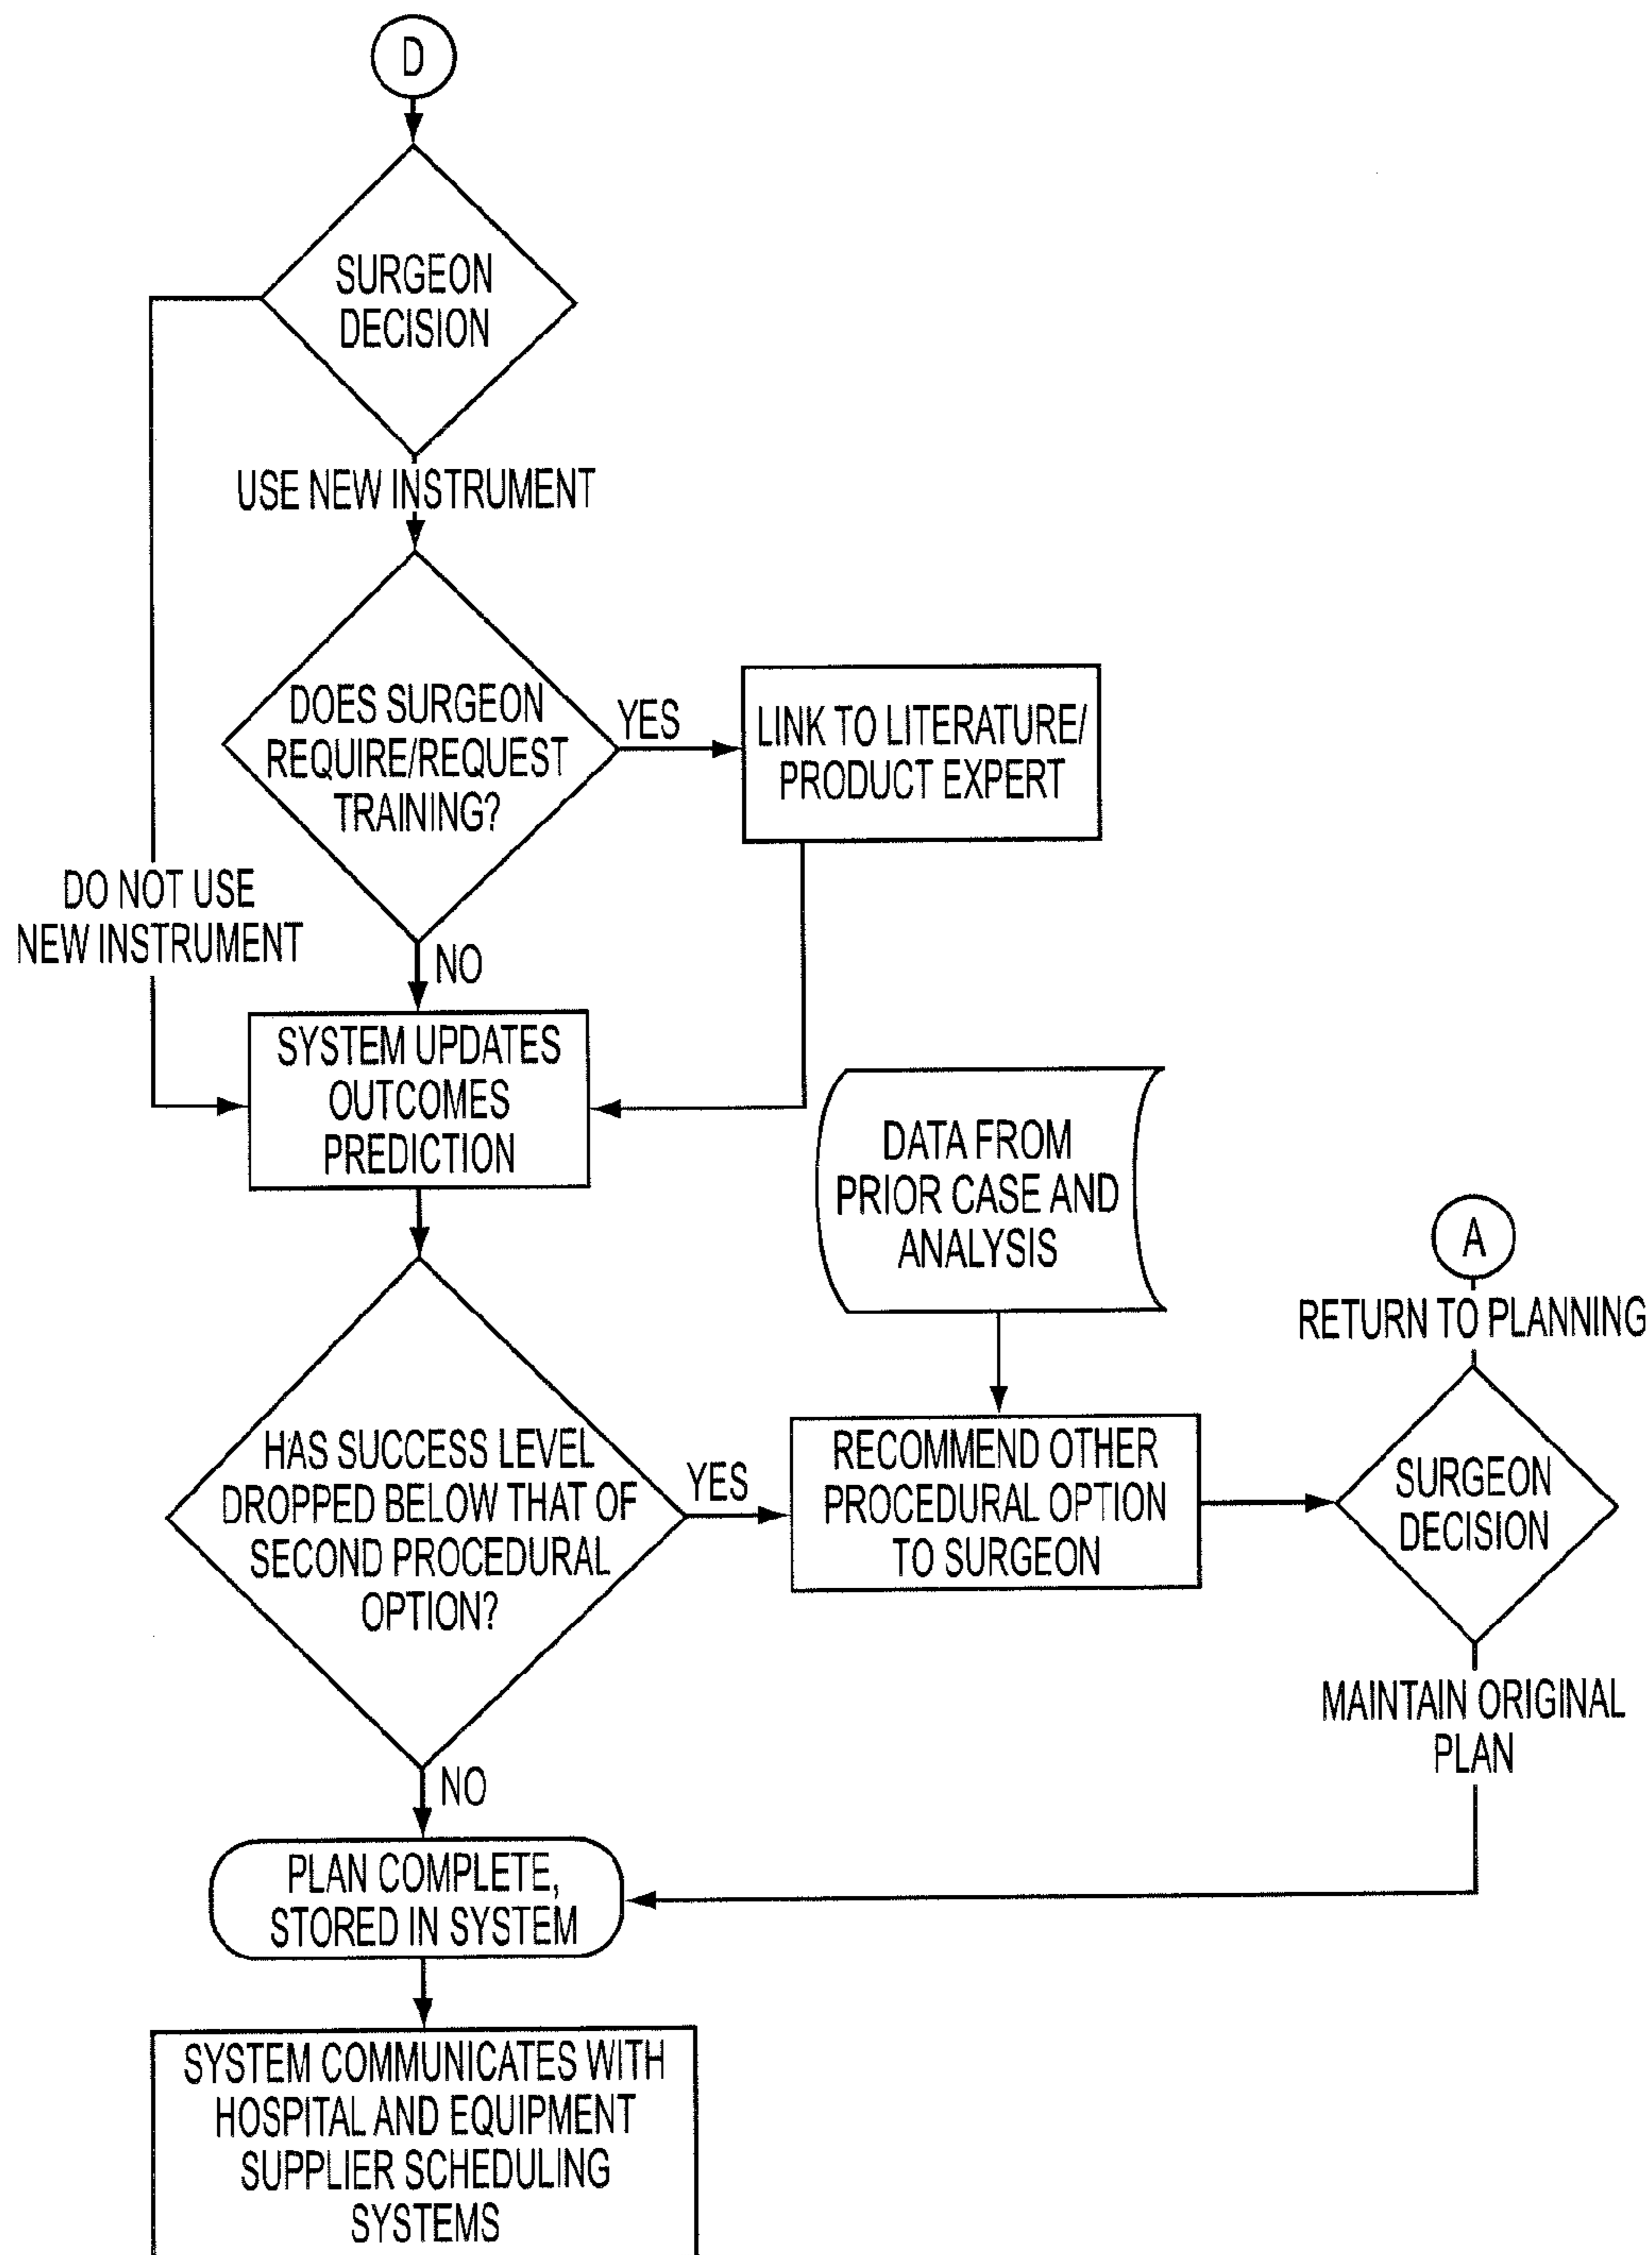 D
SURGEON
DECISION
USE NEW INSTRUMENT
DOES SURGEON
REQUIRE/REQUEST
TRAINING?
YES
LINK TO LITERATURE/
PRODUCT EXPERT
DO NOT USE
NEW INSTRUMENT
NO
SYSTEM UPDATES
OUTCOMES
PREDICTION
DATA FROM
PRIOR CASE AND
ANALYSIS
A
RETURN TO PLANNING
HAS SUCCESS LEVEL
DROPPED BELOW THAT OF
SECOND PROCEDURAL
OPTION?
YES
RECOMMEND OTHER
PROCEDURAL OPTION
TO SURGEON
SURGEON
DECISION
MAINTAIN ORIGINAL
PLAN
NO
PLAN COMPLETE,
STORED IN SYSTEM
SYSTEM COMMUNICATES WITH
HOSPITAL AND EQUIPMENT
SUPPLIER SCHEDULING
SYSTEMS